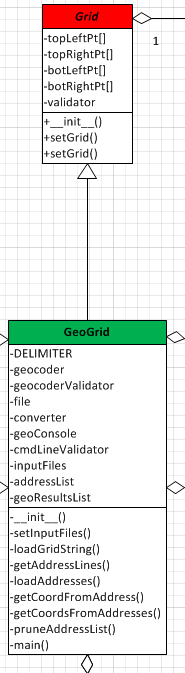 Grid
-topLeftPt[]
-topRightPt[]
-botLeftPt[]
-botRightPt[]
-validator
+__init__()
+setGrid()
+setGrid()
1
GeoGrid
-DELIMITER
-geocoder
-geocoderValidator
-file
-converter
-geoConsole
-cmdLineValidator
-inputFiles
-addressList
-geoResultsList
-__init__()
-setInputFiles()
-loadGridString()
-getAddressLines()
-loadAddresses()
-getCoordFromAddress()
-getCoordsFromAddresses()
-pruneAddressList()
-main()